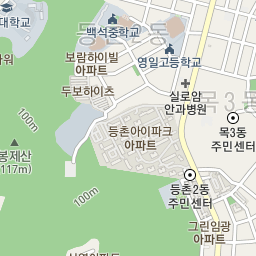 대학교
백석중학교
보람하이빌
아파트
영일고등학교
두보하이츠
실로암
안과병원
목 3 동
목3동
주민센터
등촌아이파크
아파트
100m
봉제산
(117m)
100m
등촌2동
주민센터
그린임광
아파트